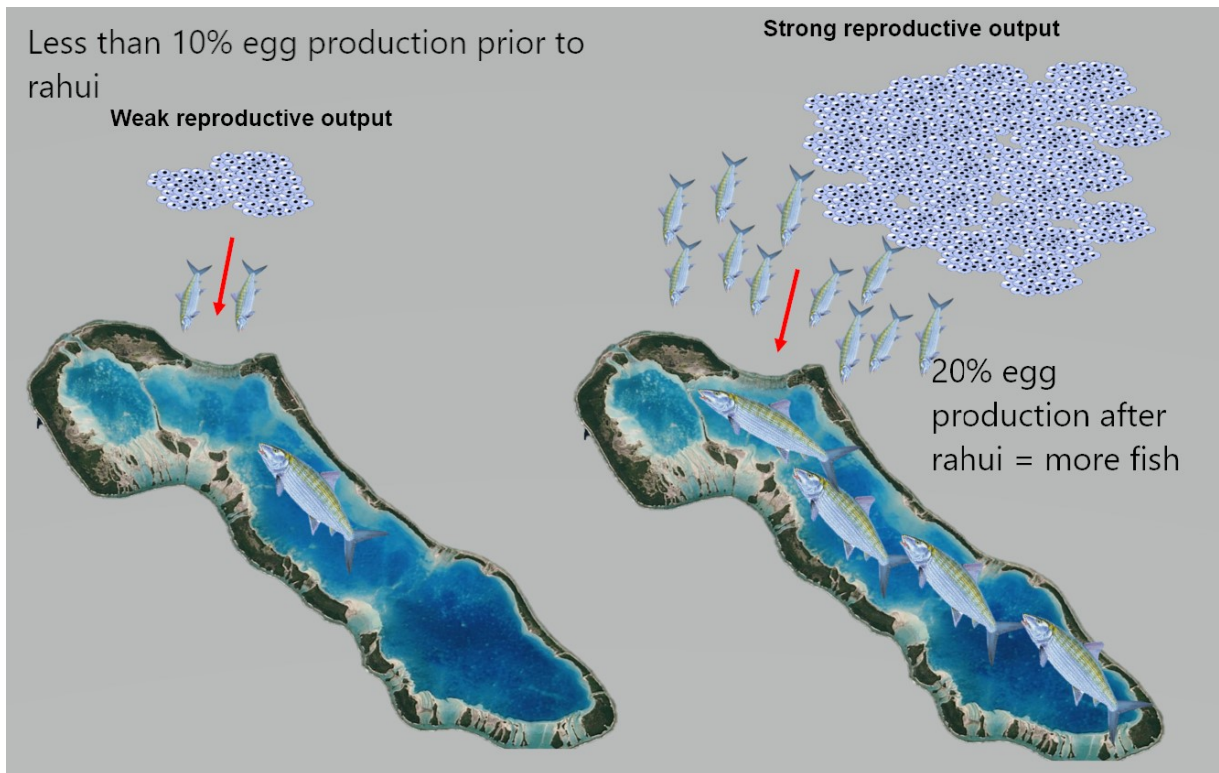 Less than 10% egg production prior to
rahui
Weak reproductive output
Strong reproductive output
20% egg
production after
rahui = more fish